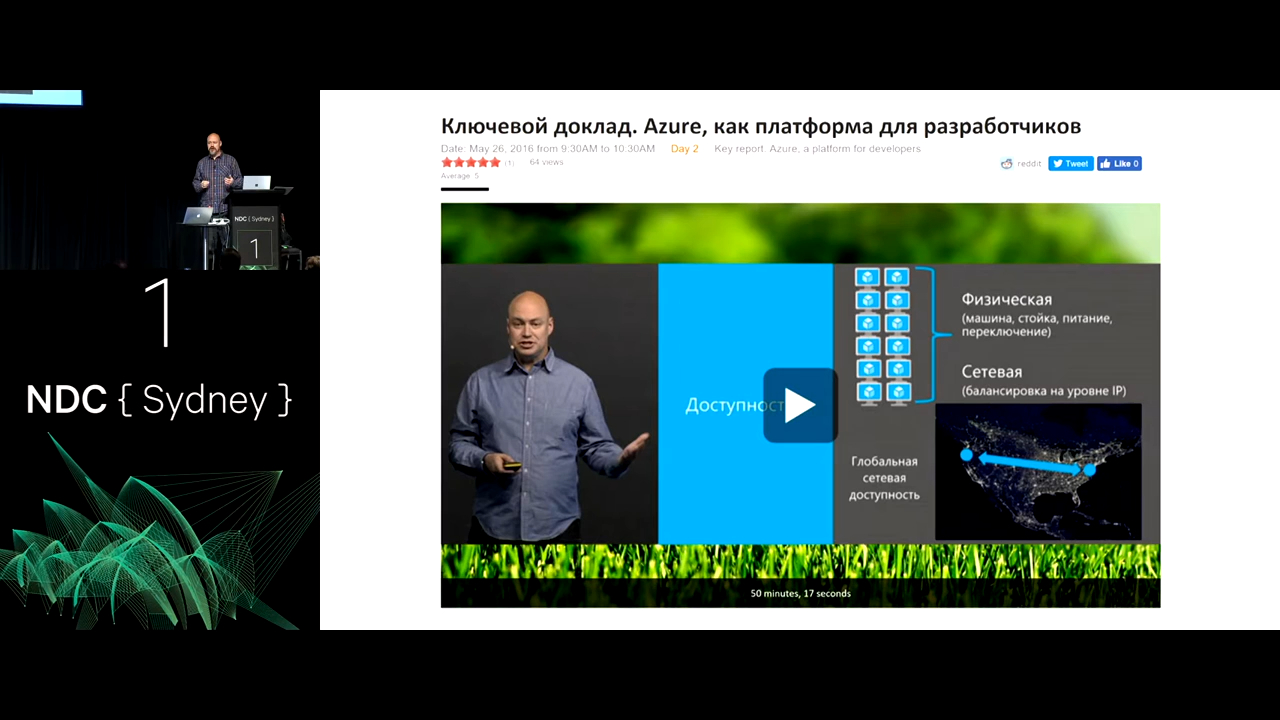 NDC { Sydney }
1
1
NDC { Sydney }
Ключевой доклад. Azure, как платформа для разработчиков
Date: May 26, 2016 from 9:30AM to 10:30AM Day 2 Key report. Azure, a platform for developers
(1) 64 views
Average 5
reddit Tweet Like 0
Доступност
Физическая
(машина, стойка, питание,
переключение)
Сетевая
(балансировка на уровне IP)
Глобальная
сетевая
доступность
50 minutes, 17 seconds